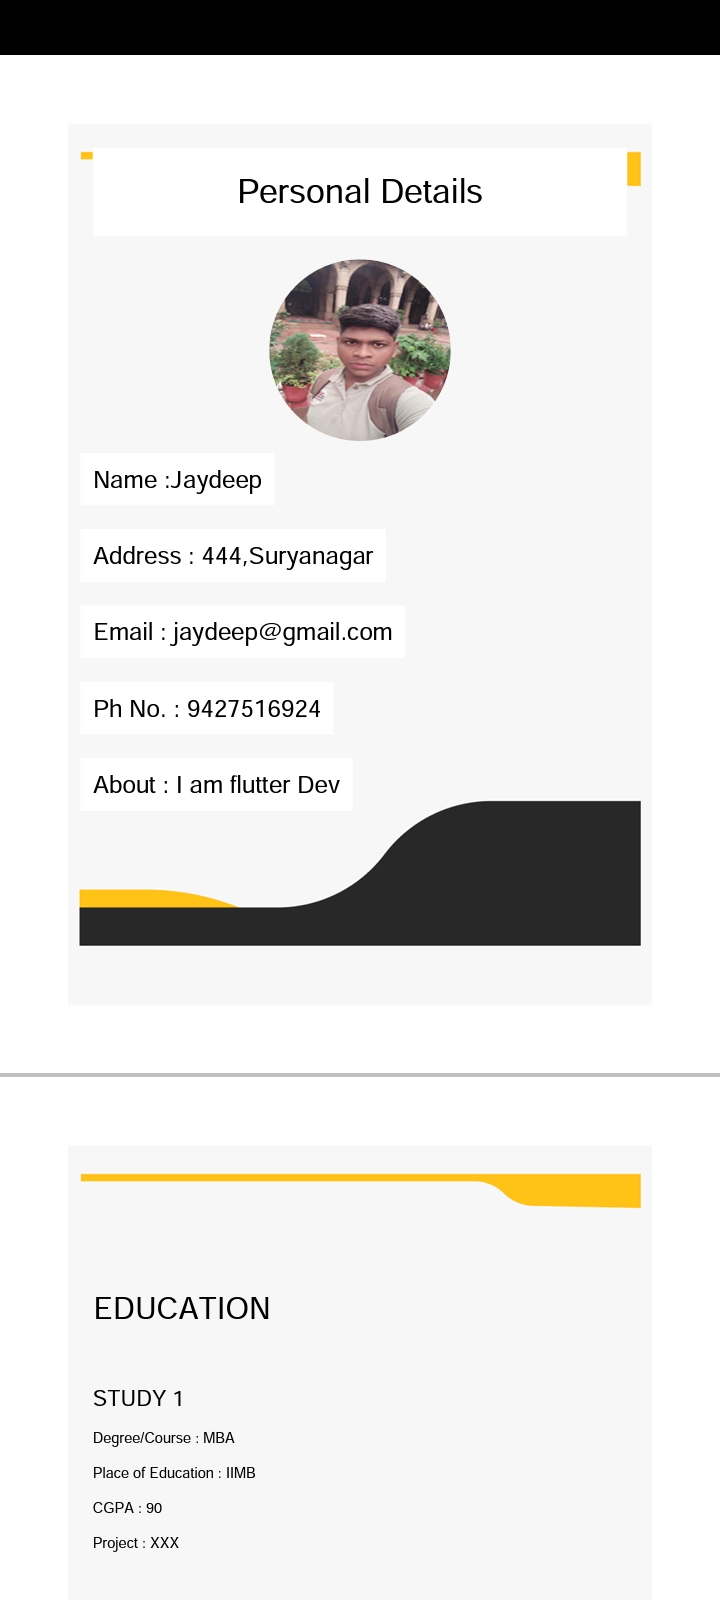 Personal Details
Name :Jaydeep
Address : 444,Suryanagar
Email : jaydeep@gmail.com
Ph No. : 9427516924
About : I am flutter Dev
EDUCATION
STUDY 1
Degree/Course : MBA
Place of Education : IIMB
CGPA : 90
Project : XXX